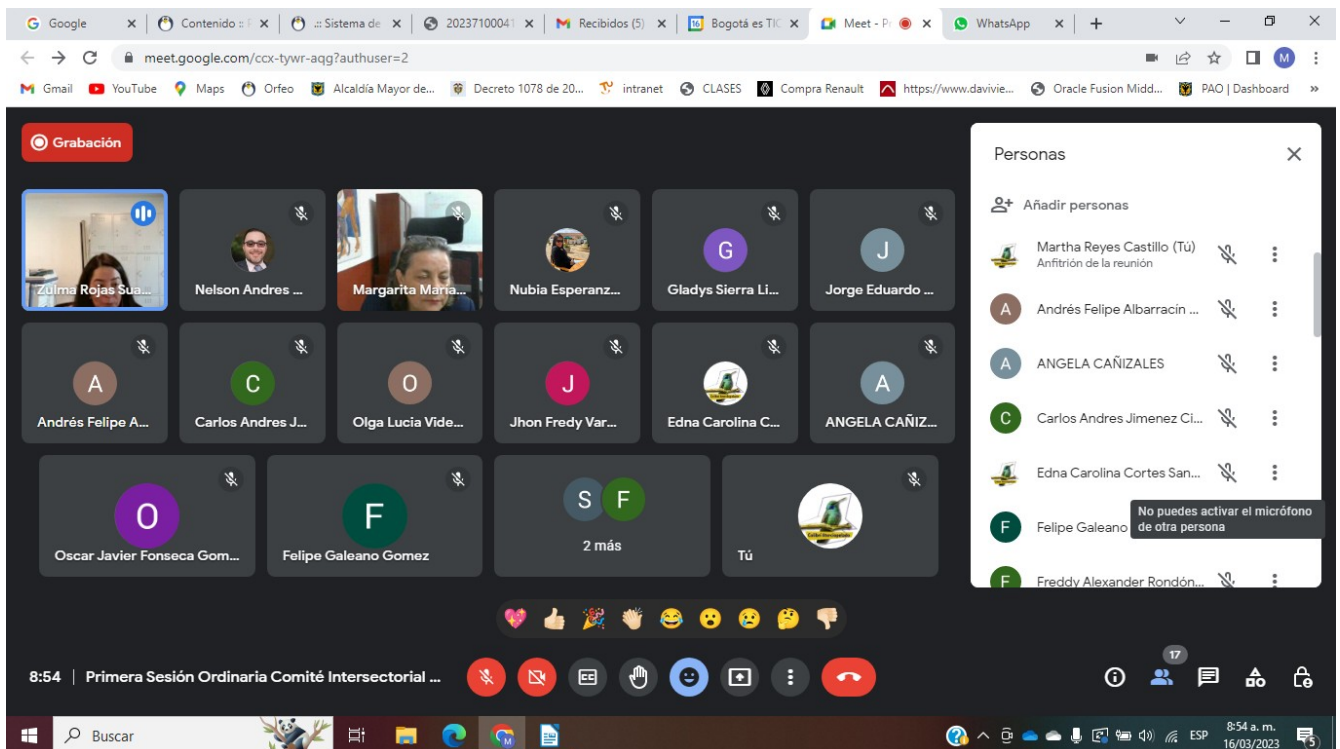 Google
Contenido :: F
.:: Sistema de
20237100041
Recibidos (5)
Bogotá es TIC
Meet - Pr
WhatsApp
meet.google.com/ccx-tywr-aqg?authuser=2
M
Gmail
YouTube
Maps
Orfeo
Alcaldía Mayor de...
Decreto 1078 de 20...
intranet
CLASES
Compra Renault
https://www.davivie...
Oracle Fusion Midd...
PAO | Dashboard
»
Grabación
Zulma Rojas Sua...
Nelson Andres ...
Margarita Maria...
Nubia Esperanz...
G
Gladys Sierra Li...
J
Jorge Eduardo ...
A
Andrés Felipe A...
C
Carlos Andres J...
O
Olga Lucia Vide...
J
Jhon Fredy Var...
Edna Carolina C...
A
ANGELA CAÑIZ...
O
Oscar Javier Fonseca Gom...
F
Felipe Galeano Gomez
S F
2 más
Tú
Personas
Añadir personas
Martha Reyes Castillo (Tú)
Anfitrión de la reunión
A
Andrés Felipe Albarracín ...
A
ANGELA CAÑIZALES
C
Carlos Andres Jimenez Ci...
Edna Carolina Cortes San...
F
Felipe Galeano
No puedes activar el micrófono
de otra persona
F
Freddy Alexander Rondón...
8:54 | Primera Sesión Ordinaria Comité Intersectorial ...
CC
17
Buscar
ESP
8:54 a. m.
16/03/2023
5